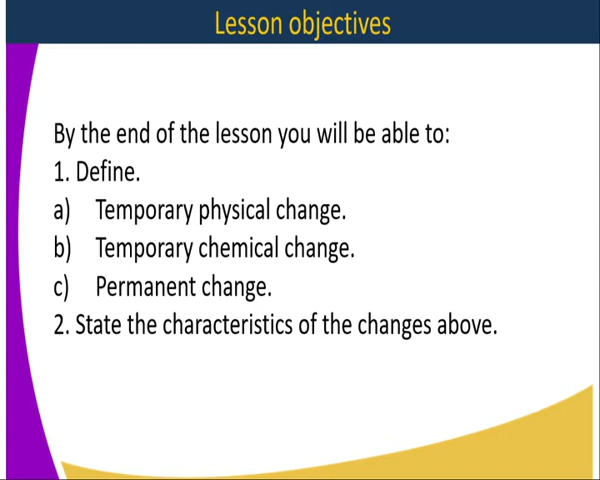 Lesson objectives
By the end of the lesson you will be able to:
1. Define.
a) Temporary physical change.
b) Temporary chemical change.
c) Permanent change.
2. State the characteristics of the changes above.